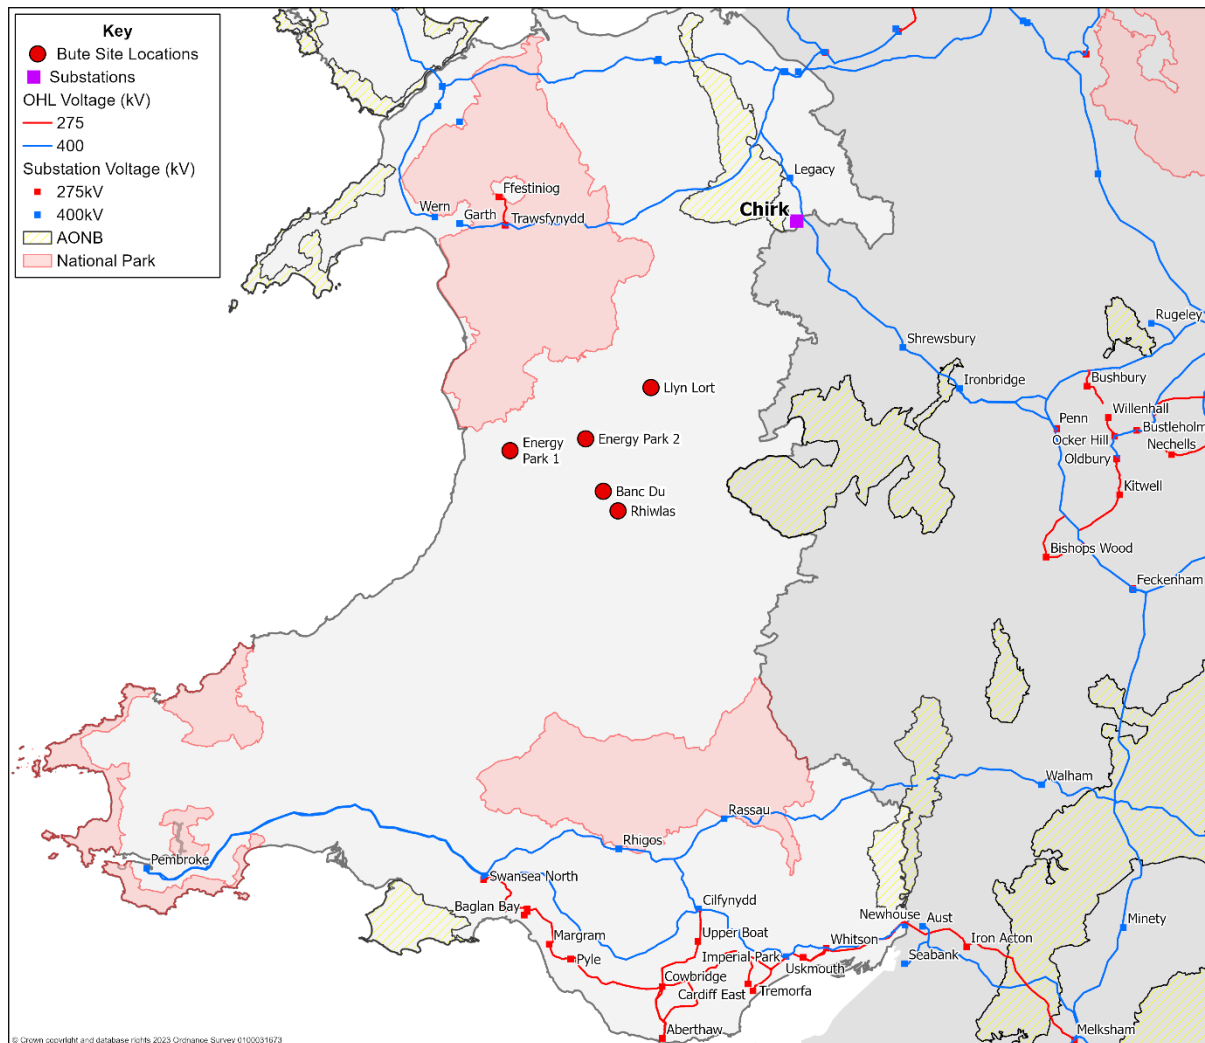 Key
Bute Site Locations
Substations
OHL Voltage (kV)
275
400
Substation Voltage (kV)
275kV
400kV
AONB
National Park
Ffestiniog
Wern
Garth
Trawsfynydd
Legacy
Chirk
Shrewsbury
Rugeley
Ironbridge
Bushbury
Llyn Lort
Willenhall
Penn
Bustleholm
Ocker Hill
Nechells
Oldbury
Energy
Park 1
Energy Park 2
Kitwell
Banc Du
Rhiwlas
Bishops Wood
Feckenham
Walham
Rassau
Rhigos
Pembroke
Swansea North
Baglan Bay
Cilfynydd
Newhouse
Aust
Minety
Margram
Upper Boat
Whitson
Iron Acton
Pyle
Imperial Park
Uskmouth
Seabank
Cowbridge
Cardiff East
Tremorfa
Aberthaw
Melksham
© Crown copyright and database rights 2023 Ordnance Survey 0100031673